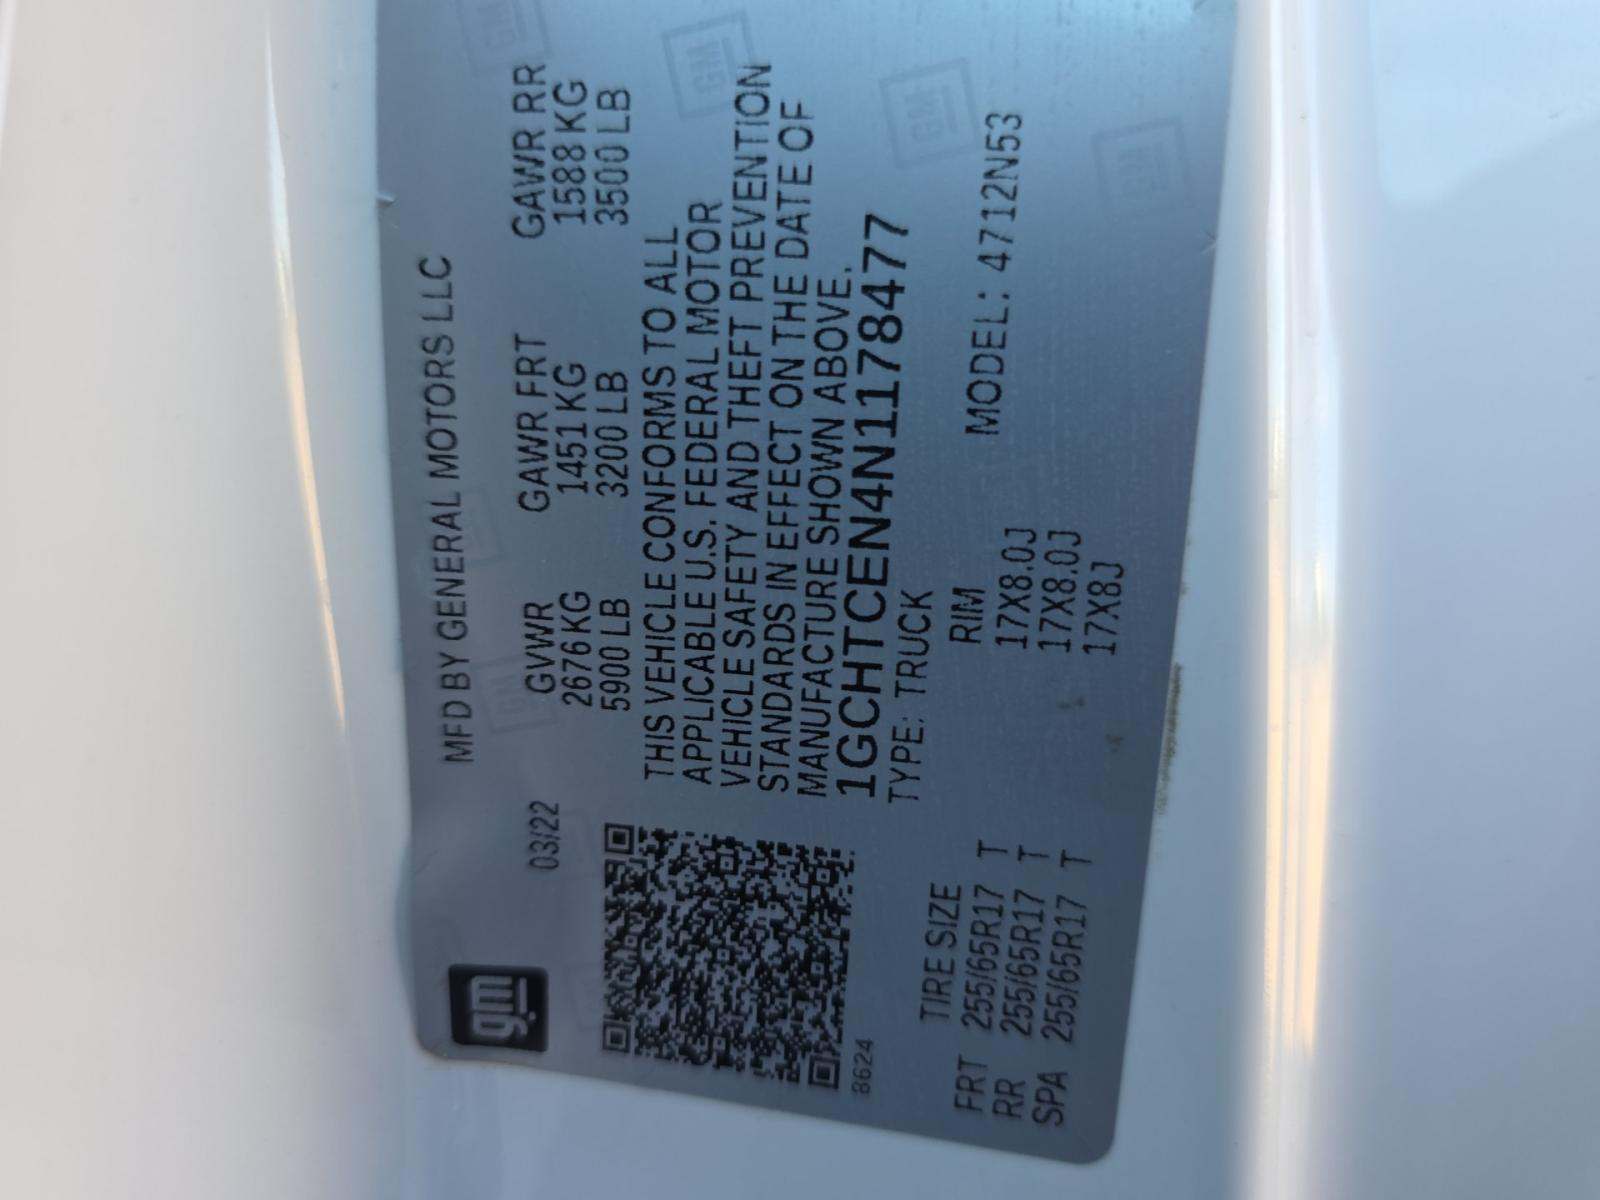 gm
MFD BY GENERAL MOTORS LLC
03/22 GVWR GAWR FRT GAWR RR
2676 KG 1451 KG 1588 KG
5900 LB 3200 LB 3500 LB
THIS VEHICLE CONFORMS TO ALL
APPLICABLE U.S. FEDERAL MOTOR
VEHICLE SAFETY AND THEFT PREVENTION
STANDARDS IN EFFECT ON THE DATE OF
MANUFACTURE SHOWN ABOVE.
1GCHTCEN4N1178477
8624
TYPE: TRUCK
TIRE SIZE RIM MODEL: 4712N53
FRT 255/65R17 T 17X8.0J
RR 255/65R17 T 17X8.0J
SPA 255/65R17 T 17X8J